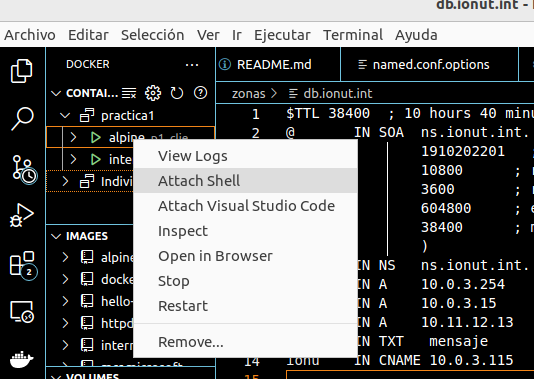 db.ionut.int -
Archivo Editar Selección Ver Ir Ejecutar Terminal Ayuda
DOCKER
CONTAI...
practica1
alpine
inte
Indivi
View Logs
Attach Shell
Attach Visual Studio Code
Inspect
Open in Browser
Stop
Restart
Remove...
IMAGES
alpine
docke
hello-
httpd
intern
VOLUMES
2
README.md
named.conf.options
zonas > db.ionut.int
1 $TTL 38400 ; 10 hours 40 minu
2 @ IN SOA ns.ionut.int.
1910202201 ;
10800 ; r
3600 ; r
604800 ; e
38400 ; m
)
IN NS ns.ionut.int.
IN A 10.0.3.254
IN A 10.0.3.15
IN A 10.11.12.13
IN TXT mensaje
14 ionu IN CNAME 10.0.3.115
15